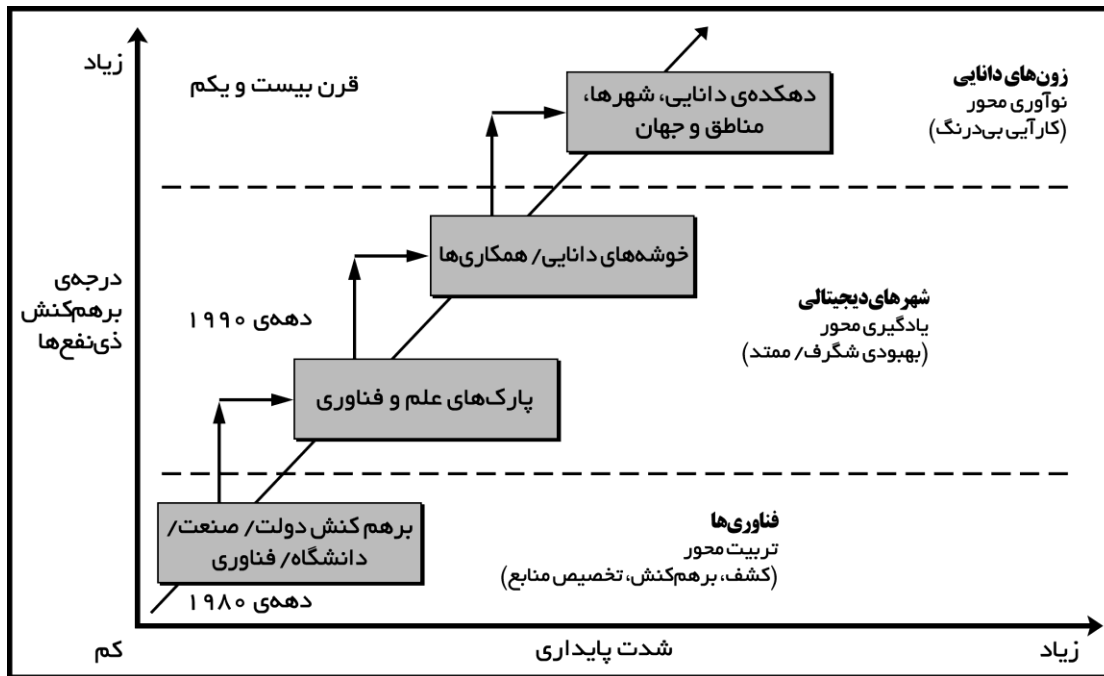 زیاد
قرن بیست و یکم
دهکده‌ی دانایی، شهرها،
مناطق و جهان
زون‌های دانایی
نوآوری محور
(کارآیی بی‌درنگ)
خوشه‌های دانایی/ همکاری‌ها
درجه‌ی
برهم‌کنش
ذی‌نفع‌ها
دهه‌ی ۱۹۹۰
شهرهای دیجیتالی
یادگیری محور
(بهبودی شگرف/ ممتد)
پارک‌های علم و فناوری
برهم کنش دولت/ صنعت/
دانشگاه/ فناوری
فناوری‌ها
تربیت محور
(کشف، برهم‌کنش، تخصیص منابع)
دهه‌ی ۱۹۸۰
کم
شدت پایداری
زیاد